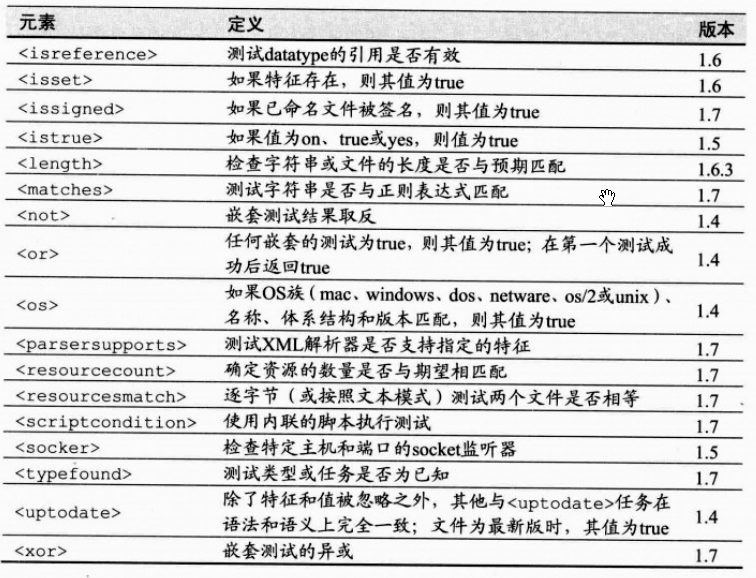 元素 定义 版本
<isreference> 测试datatype的引用是否有效 1.6
<isset> 如果特征存在，则其值为true 1.6
<issigned> 如果已命名文件被签名，则其值为true 1.7
<istrue> 如果值为on、true或yes，则值为true 1.5
<length> 检查字符串或文件的长度是否与预期匹配 1.6.3
<matches> 测试字符串是否与正则表达式匹配 1.7
<not> 嵌套测试结果取反 1.4
<or> 任何嵌套的测试为true，则其值为true；在第一个测试成
功后返回true 1.4
<os> 如果OS族（mac、windows、dos、netware、os/2或unix）、
名称、体系结构和版本匹配，则其值为true 1.4
<parsersupports> 测试XML解析器是否支持指定的特征 1.7
<resourcecount> 确定资源的数量是否与期望相匹配 1.7
<resourcesmatch> 逐字节（或按照文本模式）测试两个文件是否相等 1.7
<scriptcondition> 使用内联的脚本执行测试 1.7
<socker> 检查特定主机和端口的socket监听器 1.5
<typefound> 测试类型或任务是否为已知 1.7
<uptodate> 除了特征和值被忽略之外，其他与<uptodate>任务在
语法和语义上完全一致；文件为最新版时，其值为true 1.4
<xor> 嵌套测试的异或 1.7